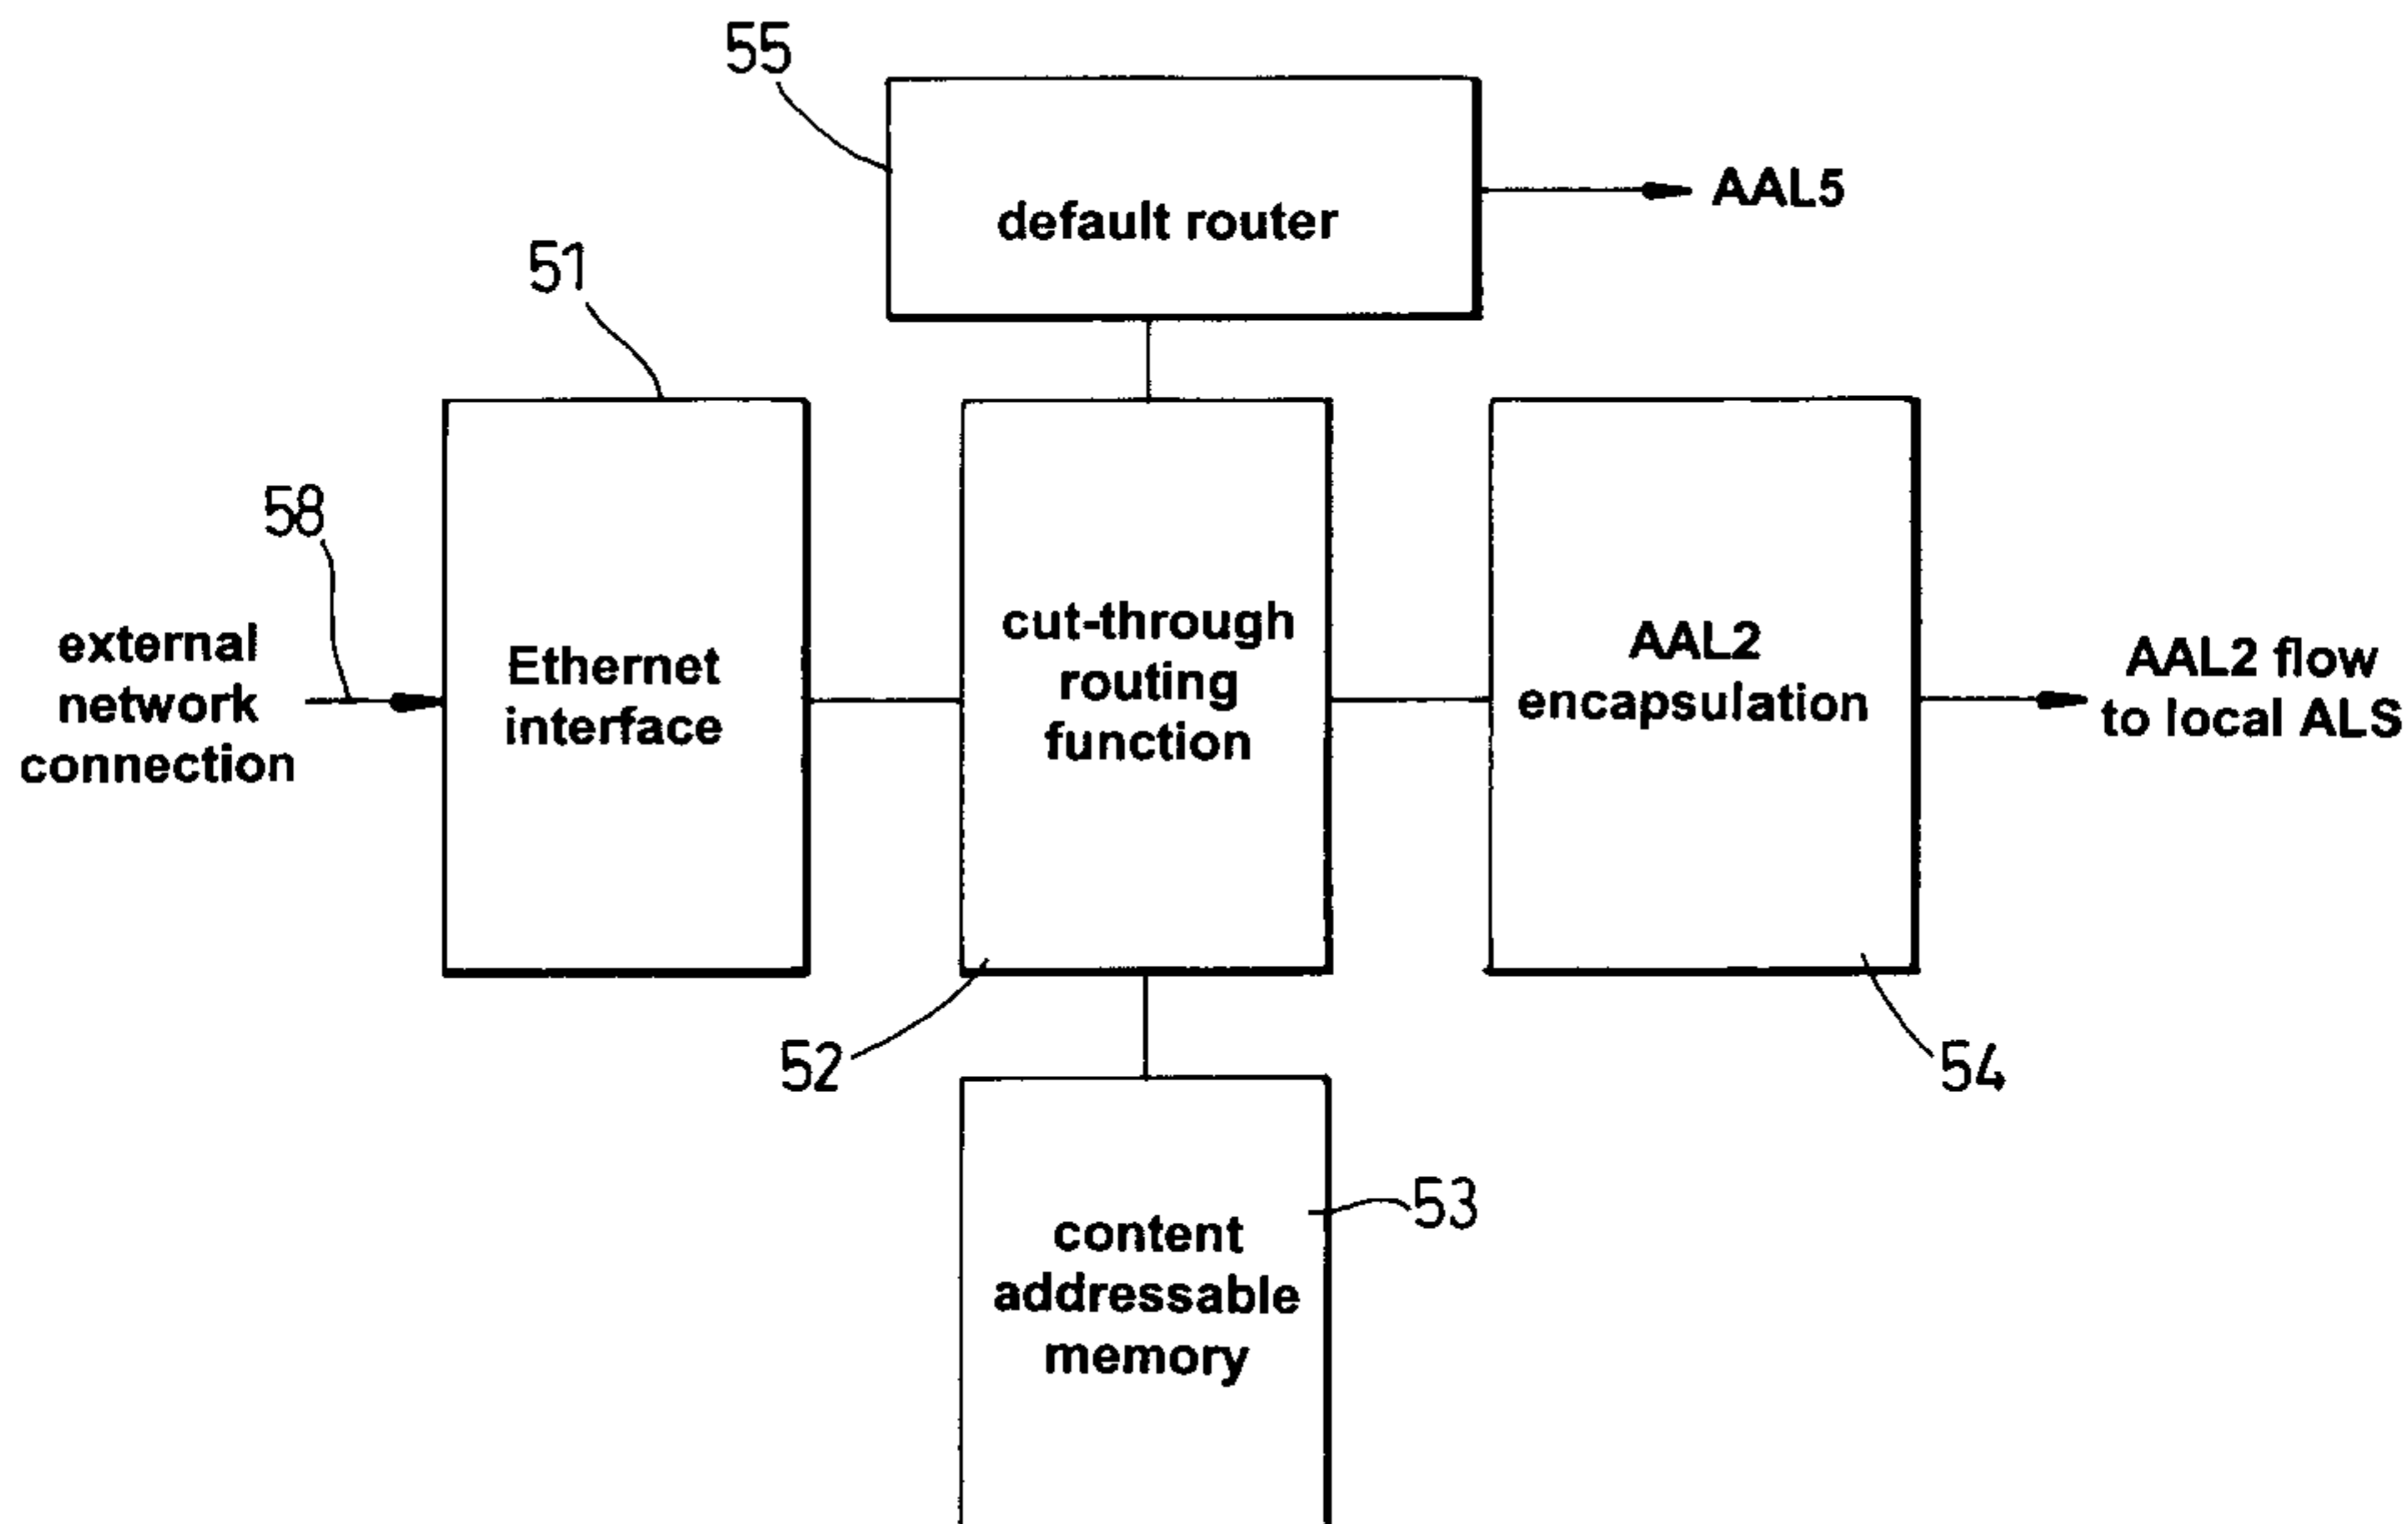 55
default router
AAL5
51
58
external
network
connection
Ethernet
interface
cut-through
routing
function
AAL2
encapsulation
AAL2 flow
to local ALS
52
54
53
content
addressable
memory